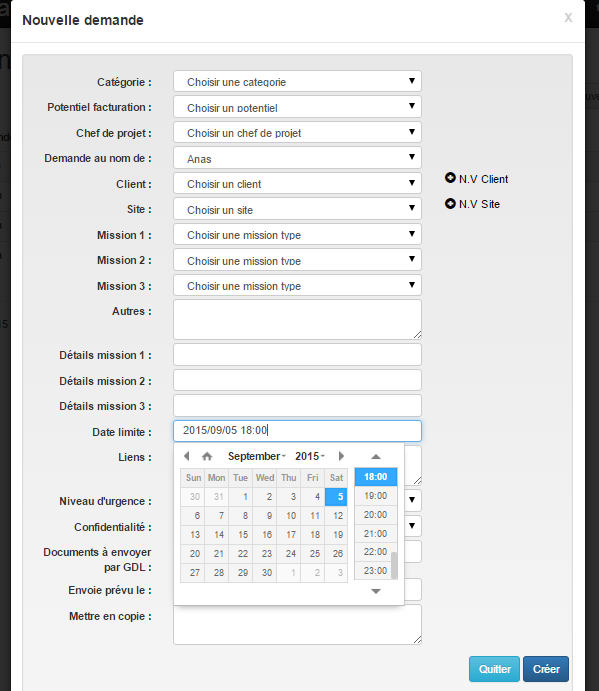 Nouvelle demande
x
Catégorie :
Choisir une categorie
Potentiel facturation :
Choisir un potentiel
Chef de projet :
Choisir un chef de projet
Demande au nom de :
Anas
Client :
Choisir un client
N.V Client
Site :
Choisir un site
N.V Site
Mission 1 :
Choisir une mission type
Mission 2 :
Choisir une mission type
Mission 3 :
Choisir une mission type
Autres :
Détails mission 1 :
Détails mission 2 :
Détails mission 3 :
Date limite :
2015/09/05 18:00
Liens :
September 2015
Sun Mon Tue Wed Thu Fri Sat
30 31 1 2 3 4 5
6 7 8 9 10 11 12
13 14 15 16 17 18 19
20 21 22 23 24 25 26
27 28 29 30 1 2 3
18:00
19:00
20:00
21:00
22:00
23:00
Niveau d'urgence :
Confidentialité :
Documents à envoyer
par GDL :
Envoie prévu le :
Mettre en copie :
Quitter
Créer